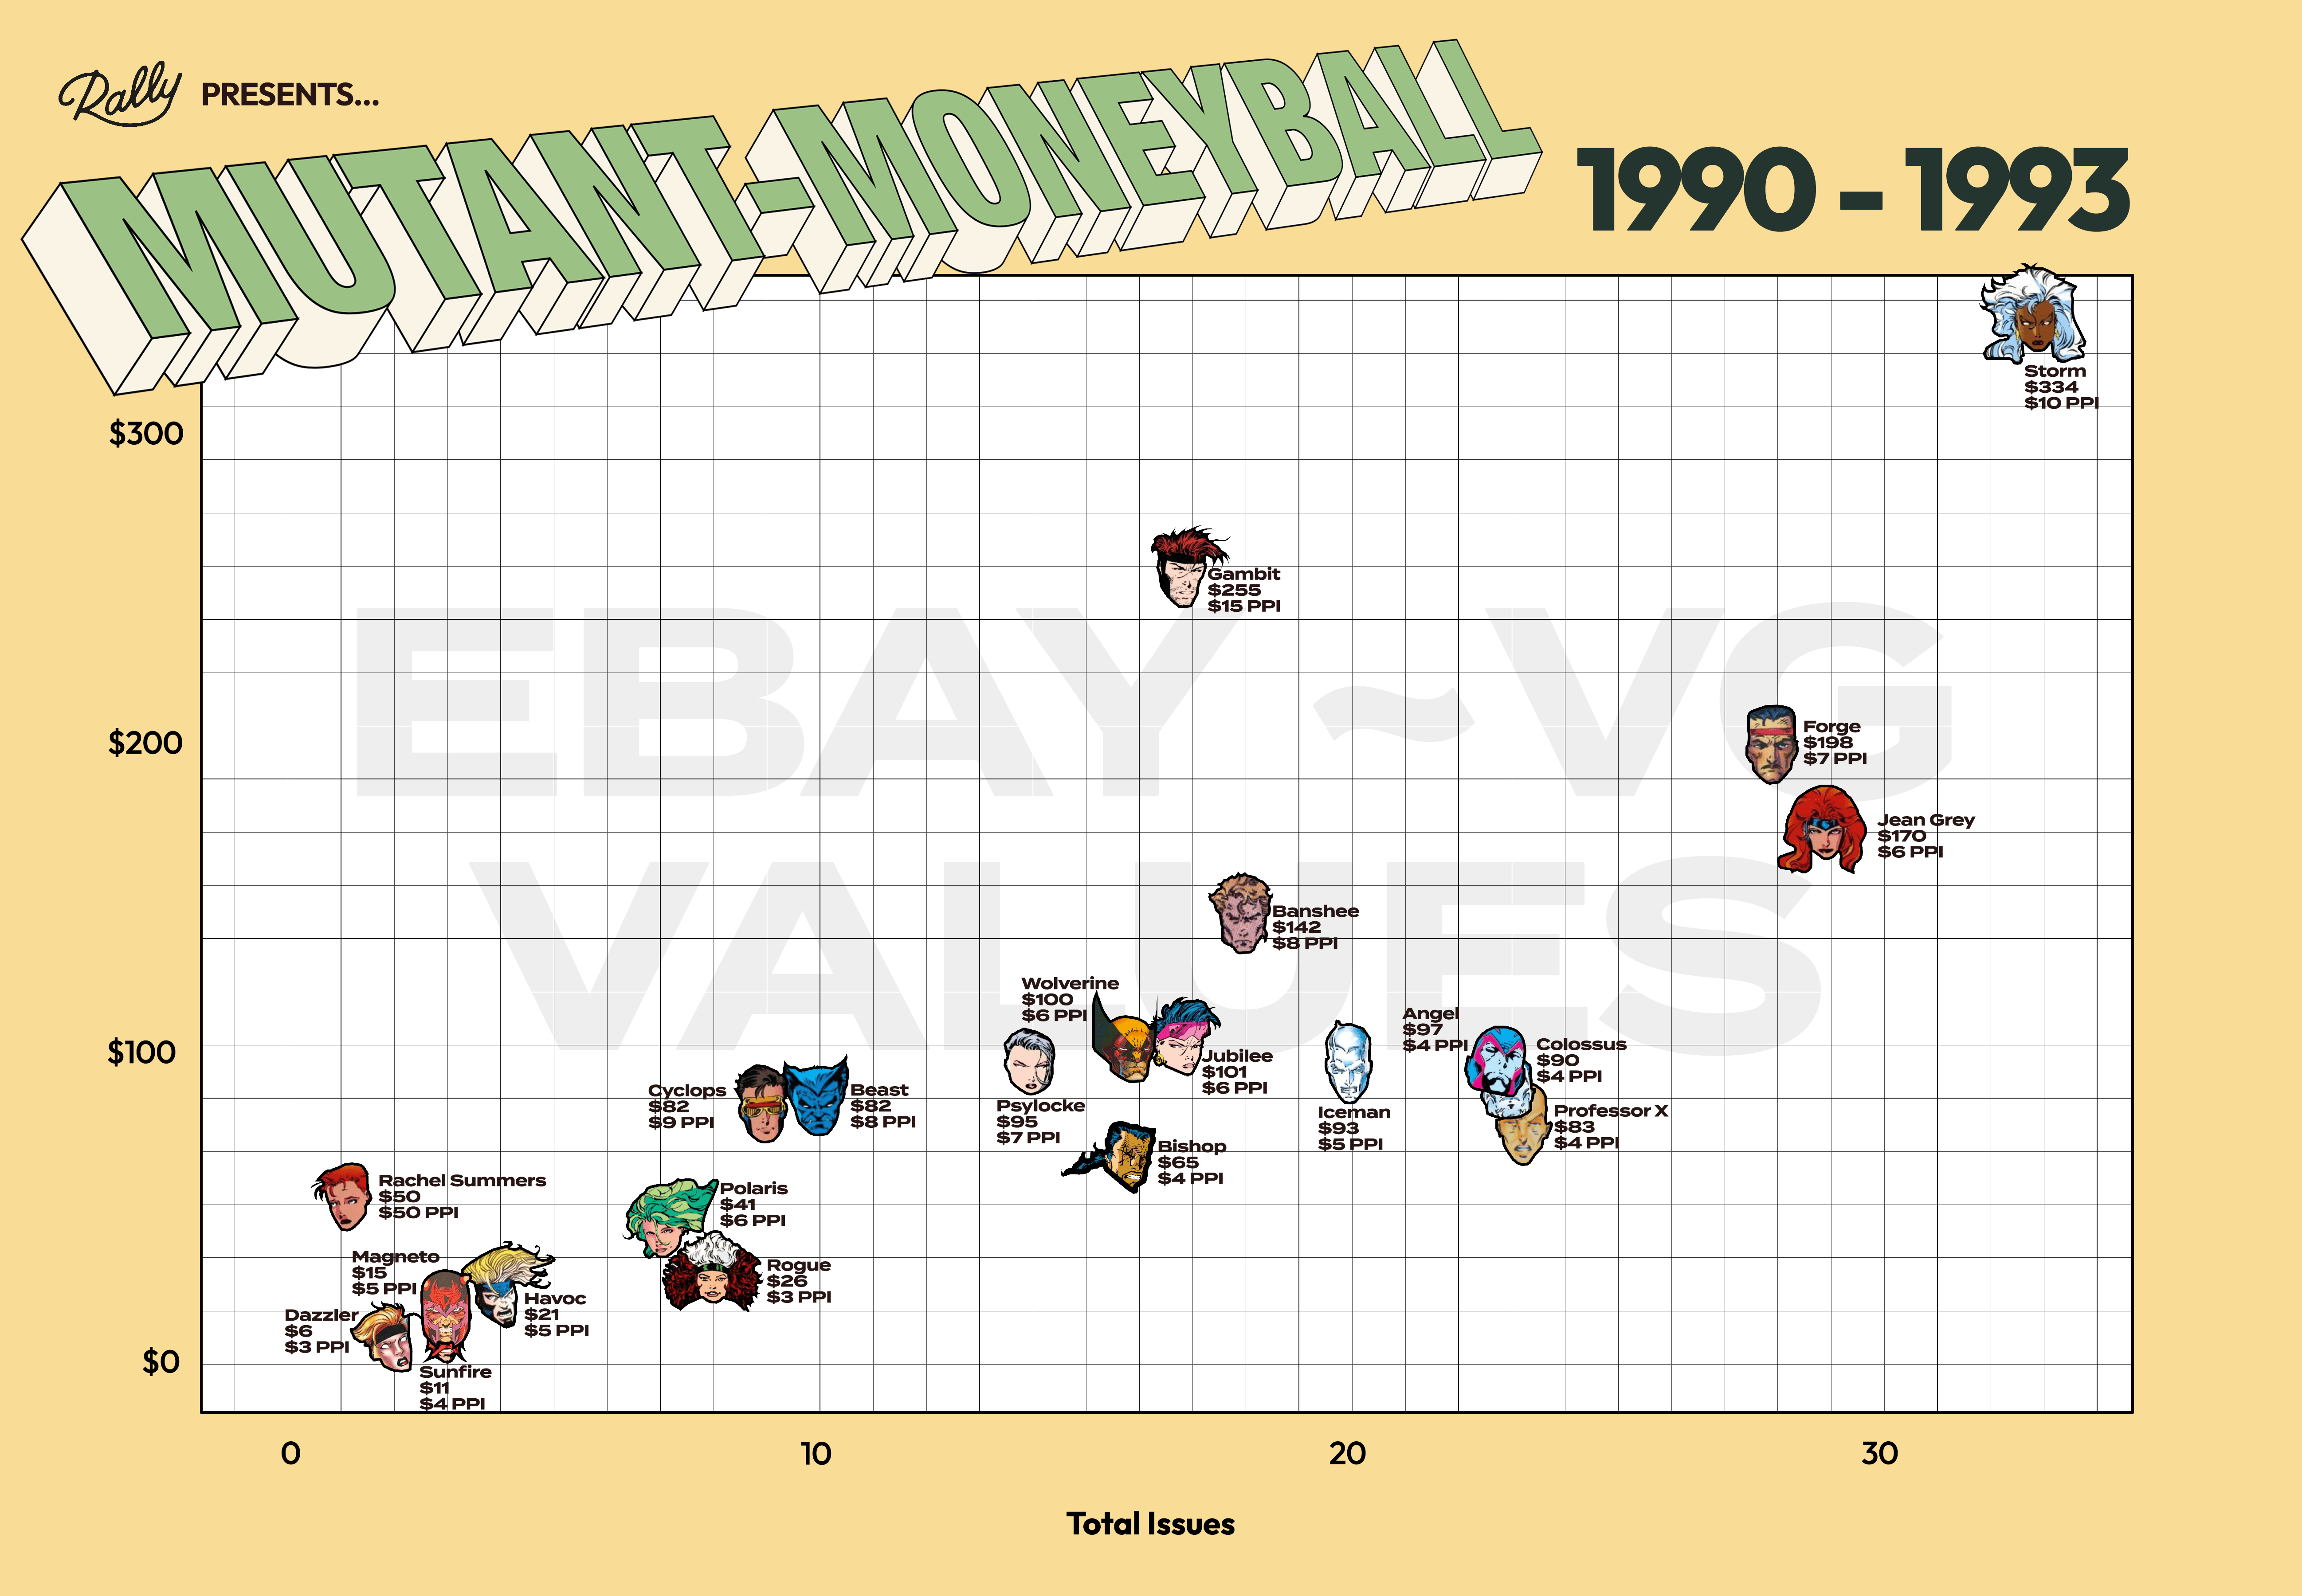 Rally PRESENTS...
MUTANT-MONEYBALL
1990 - 1993
EBAY ~VG
VALUES
$300
$200
$100
$0
Storm
$334
$10 PPI
Gambit
$255
$15 PPI
Forge
$198
$7 PPI
Jean Grey
$170
$6 PPI
Banshee
$142
$8 PPI
Wolverine
$100
$6 PPI
Jubilee
$101
$6 PPI
Angel
$97
$4 PPI
Colossus
$90
$4 PPI
Cyclops
$82
$9 PPI
Beast
$82
$8 PPI
Psylocke
$95
$7 PPI
Iceman
$93
$5 PPI
Professor X
$83
$4 PPI
Bishop
$65
$4 PPI
Rachel Summers
$50
$50 PPI
Polaris
$41
$6 PPI
Magneto
$15
$5 PPI
Rogue
$26
$3 PPI
Havoc
$21
$5 PPI
Dazzler
$6
$3 PPI
Sunfire
$11
$4 PPI
0
10
20
30
Total Issues